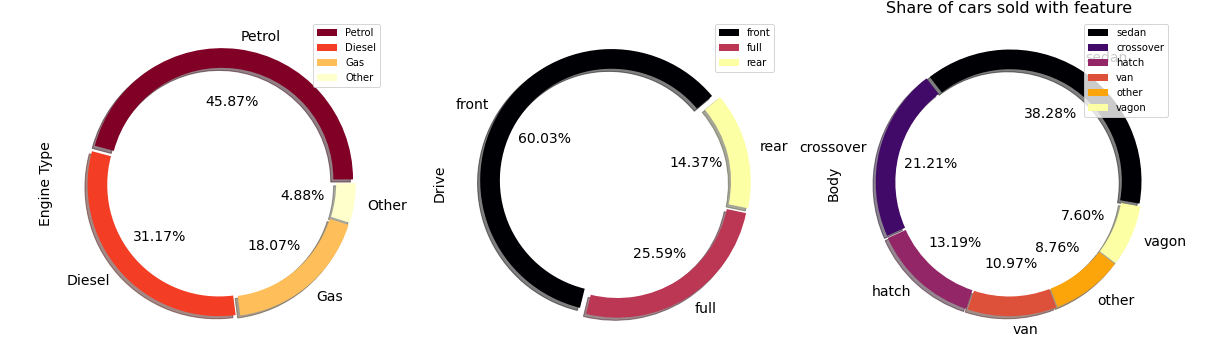 Share of cars sold with feature
Engine Type
Petrol
45.87%
Diesel
31.17%
Gas
18.07%
Other
4.88%
Petrol
Diesel
Gas
Other
Drive
front
60.03%
full
25.59%
rear
14.37%
front
full
rear
Body
sedan
38.28%
crossover
21.21%
hatch
13.19%
van
10.97%
other
8.76%
vagon
7.60%
sedan
crossover
hatch
van
other
vagon